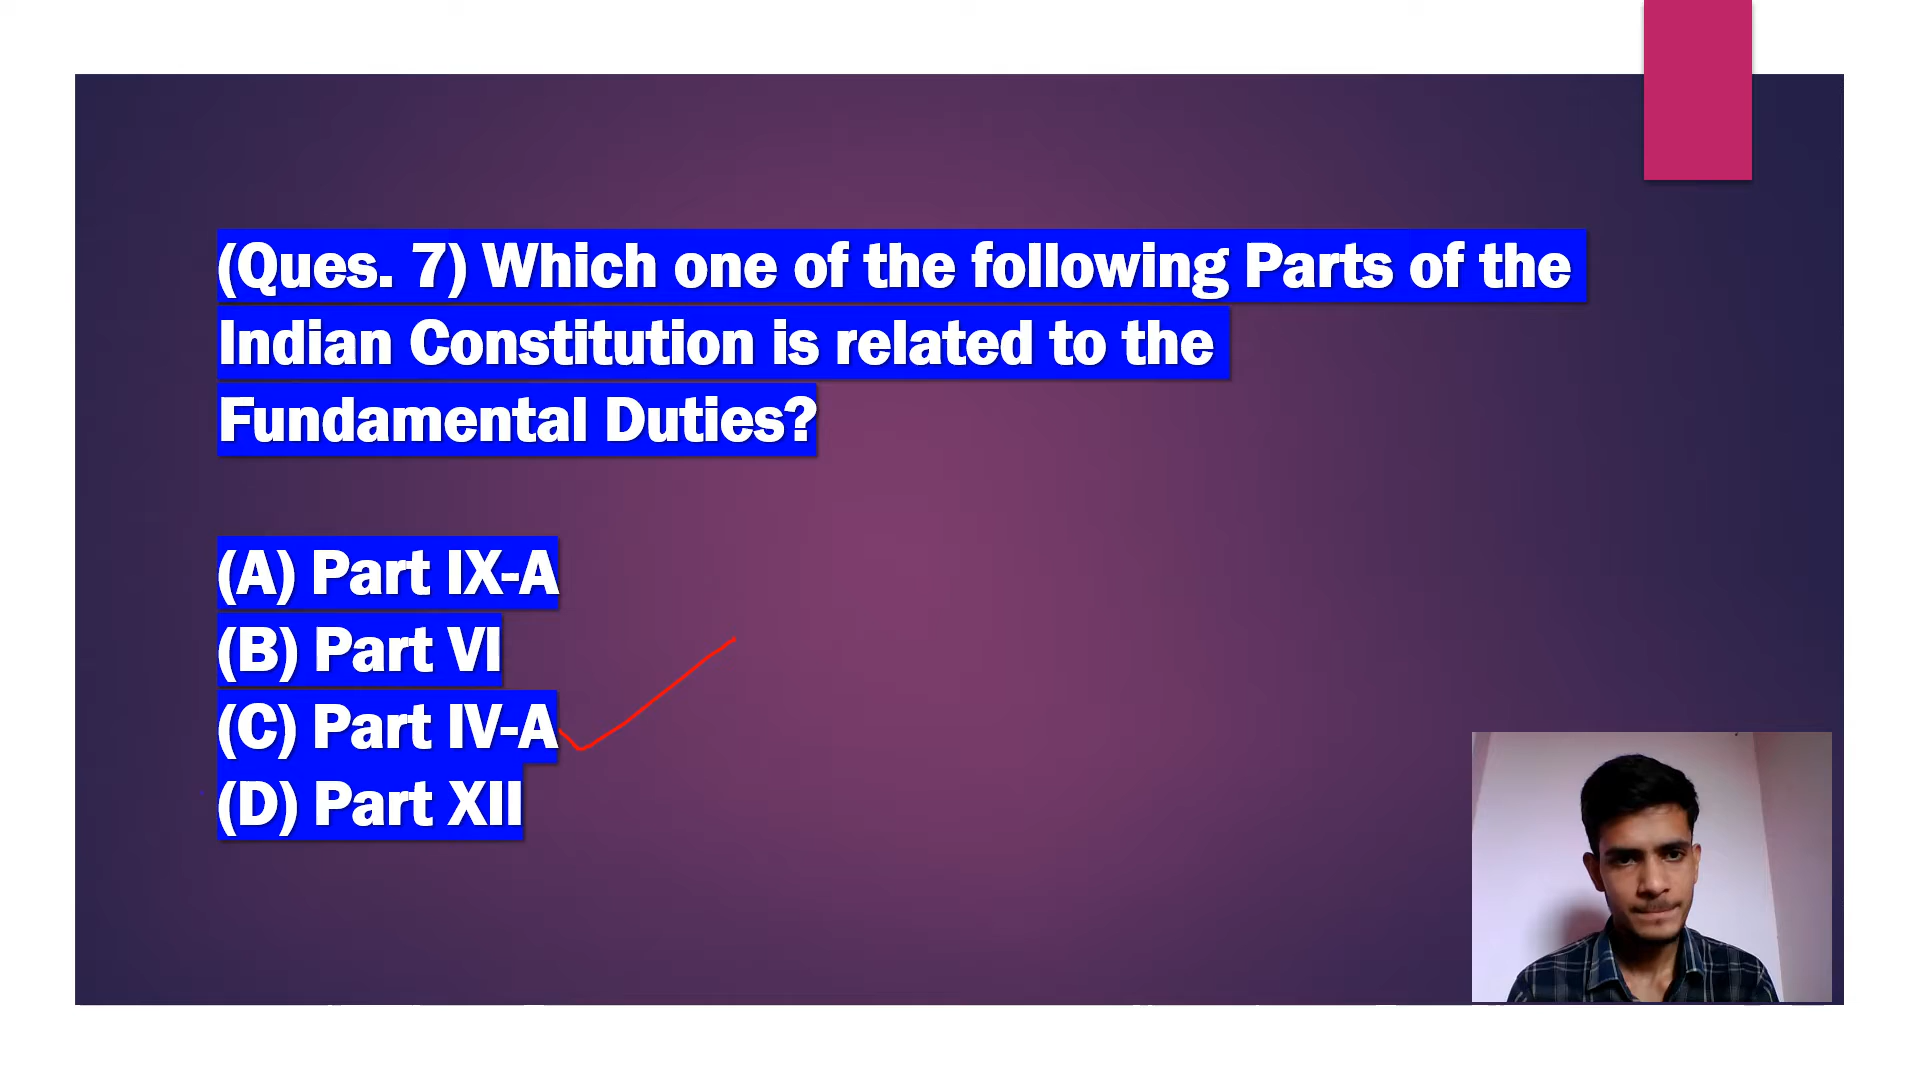 (Ques. 7) Which one of the following Parts of the
Indian Constitution is related to the
Fundamental Duties?
(A) Part IX-A
(B) Part VI
(C) Part IV-A
(D) Part XII